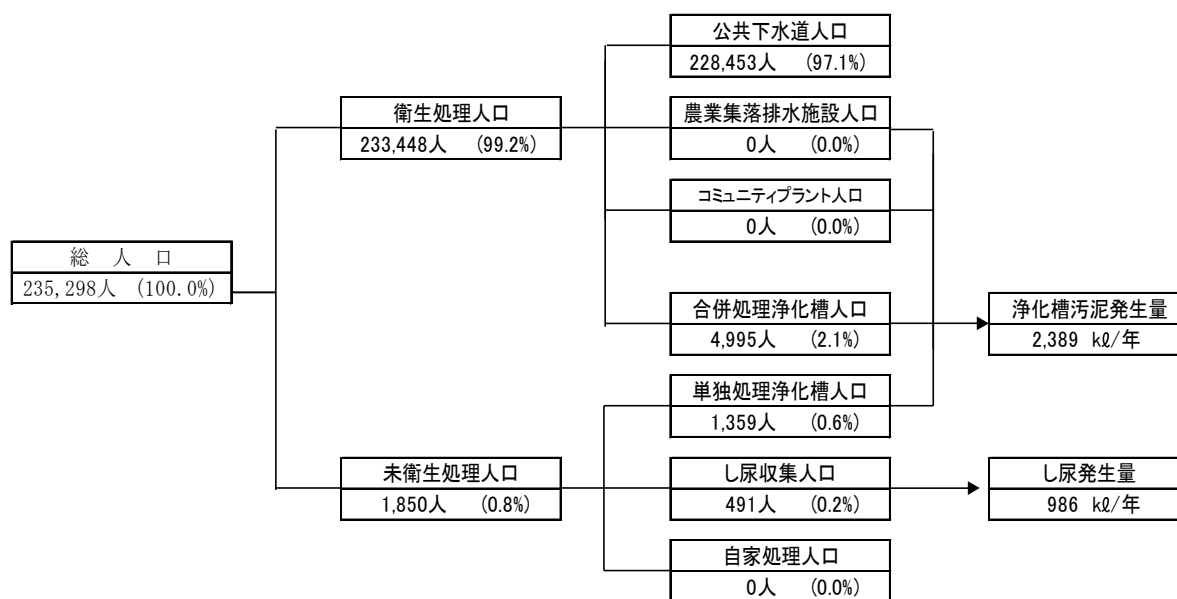 公共下水道人口
228,453人 (97.1%)
衛生処理人口
233,448人 (99.2%)
農業集落排水施設人口
0人 (0.0%)
コミュニティプラント人口
0人 (0.0%)
総 人 口
235,298人 (100.0%)
合併処理浄化槽人口
4,995人 (2.1%)
浄化槽汚泥発生量
2,389 kℓ/年
単独処理浄化槽人口
1,359人 (0.6%)
未衛生処理人口
1,850人 (0.8%)
し尿収集人口
491人 (0.2%)
し尿発生量
986 kℓ/年
自家処理人口
0人 (0.0%)